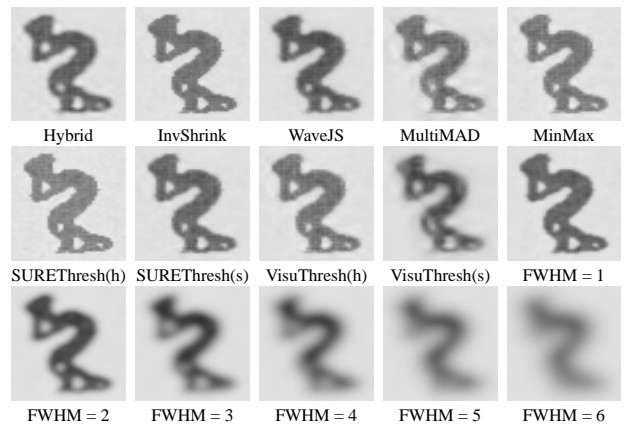 Hybrid InvShrink WaveJS MultiMAD MinMax
SUREThresh(h) SUREThresh(s) VisuThresh(h) VisuThresh(s) FWHM = 1
FWHM = 2 FWHM = 3 FWHM = 4 FWHM = 5 FWHM = 6